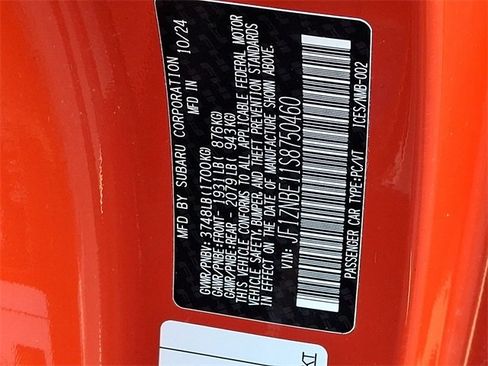 MFD BY SUBARU CORPORATION 10/24
GVWR/PNBV: 3748LB(1700KG)
GAWR/PNBE:FRONT- 1931LB( 876KG)
GAWR/PNBE:REAR- 2079LB( 943KG)
THIS VEHICLE CONFORMS TO ALL APPLICABLE FEDERAL MOTOR
VEHICLE SAFETY, BUMPER AND THEFT PREVENTION STANDARDS
IN EFFECT ON THE DATE OF MANUFACTURE SHOWN ABOVE.
VIN: JF1ZNBE11S8750460
PASSENGER CAR TYPE:PC/VT ICES/NMB-002